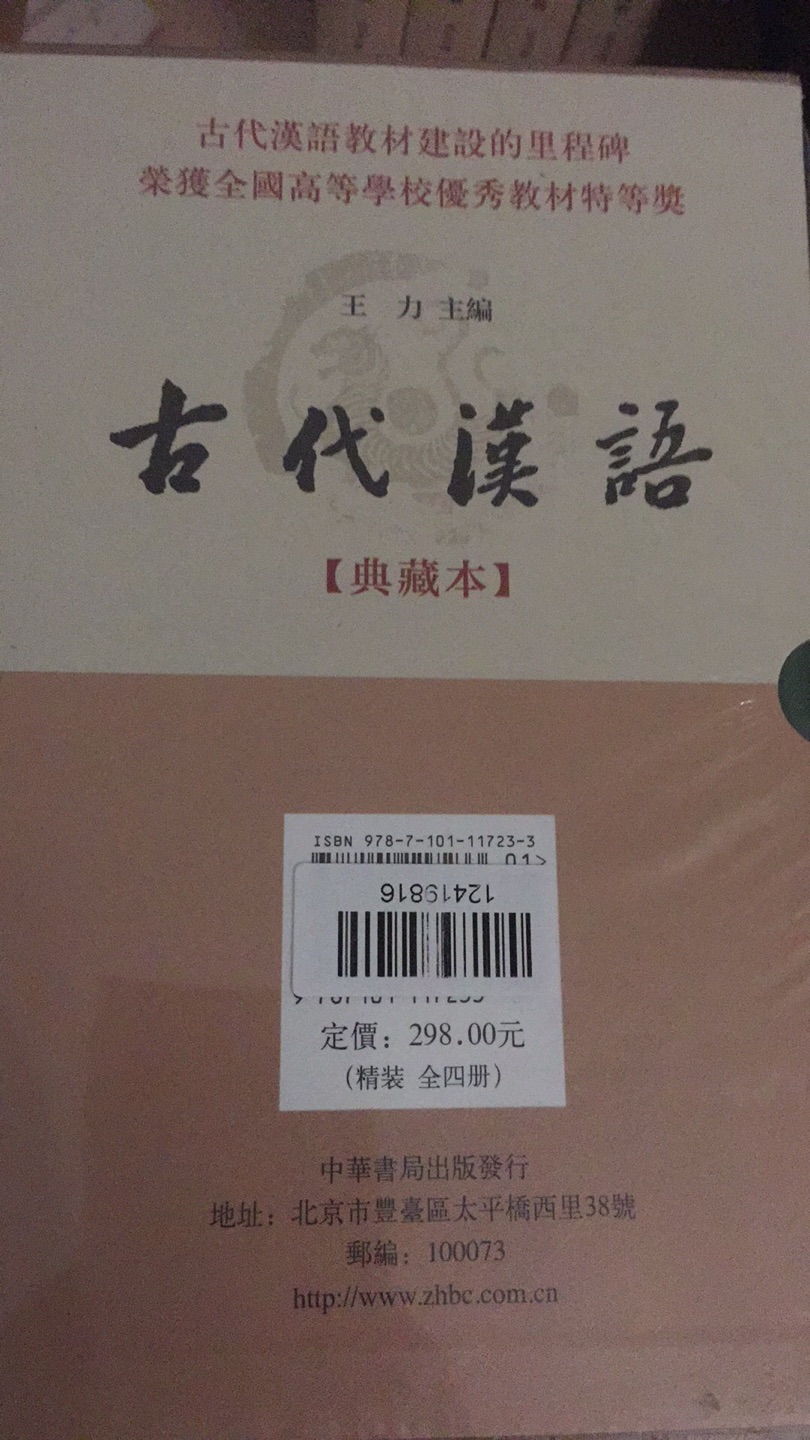 古代漢語教材建設的里程碑
榮獲全國高等學校優秀教材特等獎
王 力 主編
古代漢語
【典藏本】
ISBN 978-7-101-11723-3
01>
12419816
定價：298.00元
（精装 全四册）
中華書局出版發行
地址：北京市豐臺區太平橋西里38號
郵編：100073
http://www.zhbc.com.cn